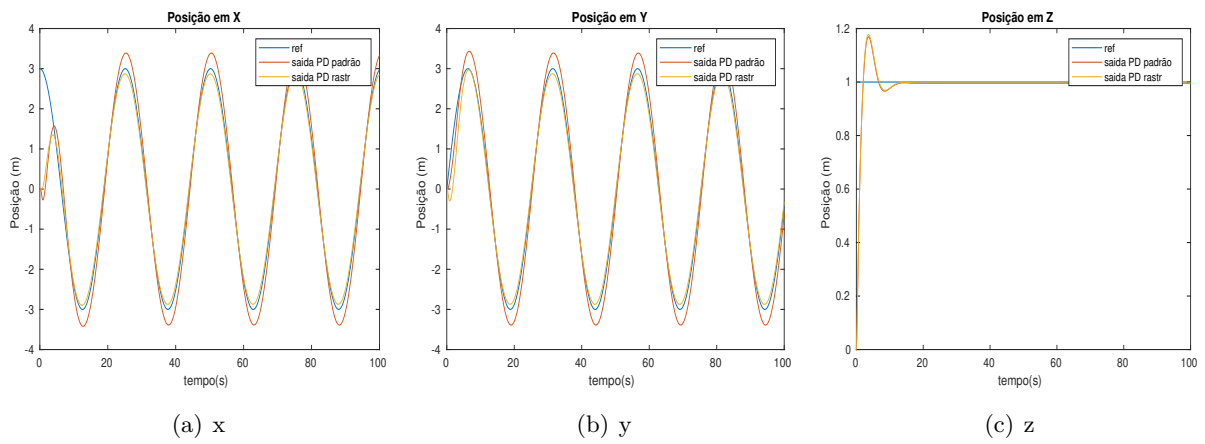 Posição em X
ref
saida PD padrão
saida PD rastr
Posição (m)
4
3
2
1
0
-1
-2
-3
-4
0
20
40
60
80
100
tempo(s)
(a) x
Posição em Y
ref
saida PD padrão
saida PD rastr
Posição (m)
4
3
2
1
0
-1
-2
-3
-4
0
20
40
60
80
100
tempo(s)
(b) y
Posição em Z
ref
saida PD padrão
saida PD rastr
Posição (m)
1.2
1
0.8
0.6
0.4
0.2
0
0
20
40
60
80
100
tempo(s)
(c) z